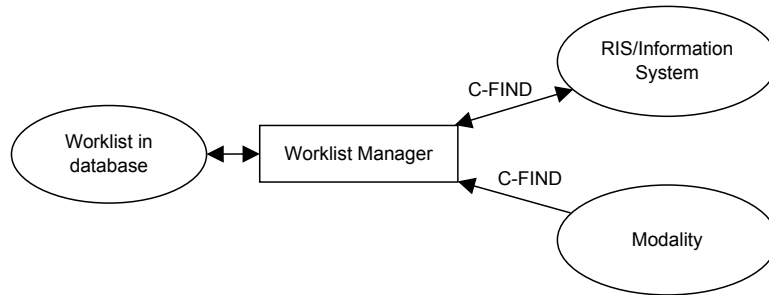 RIS/Information
System
C-FIND
Worklist in
database
Worklist Manager
C-FIND
Modality